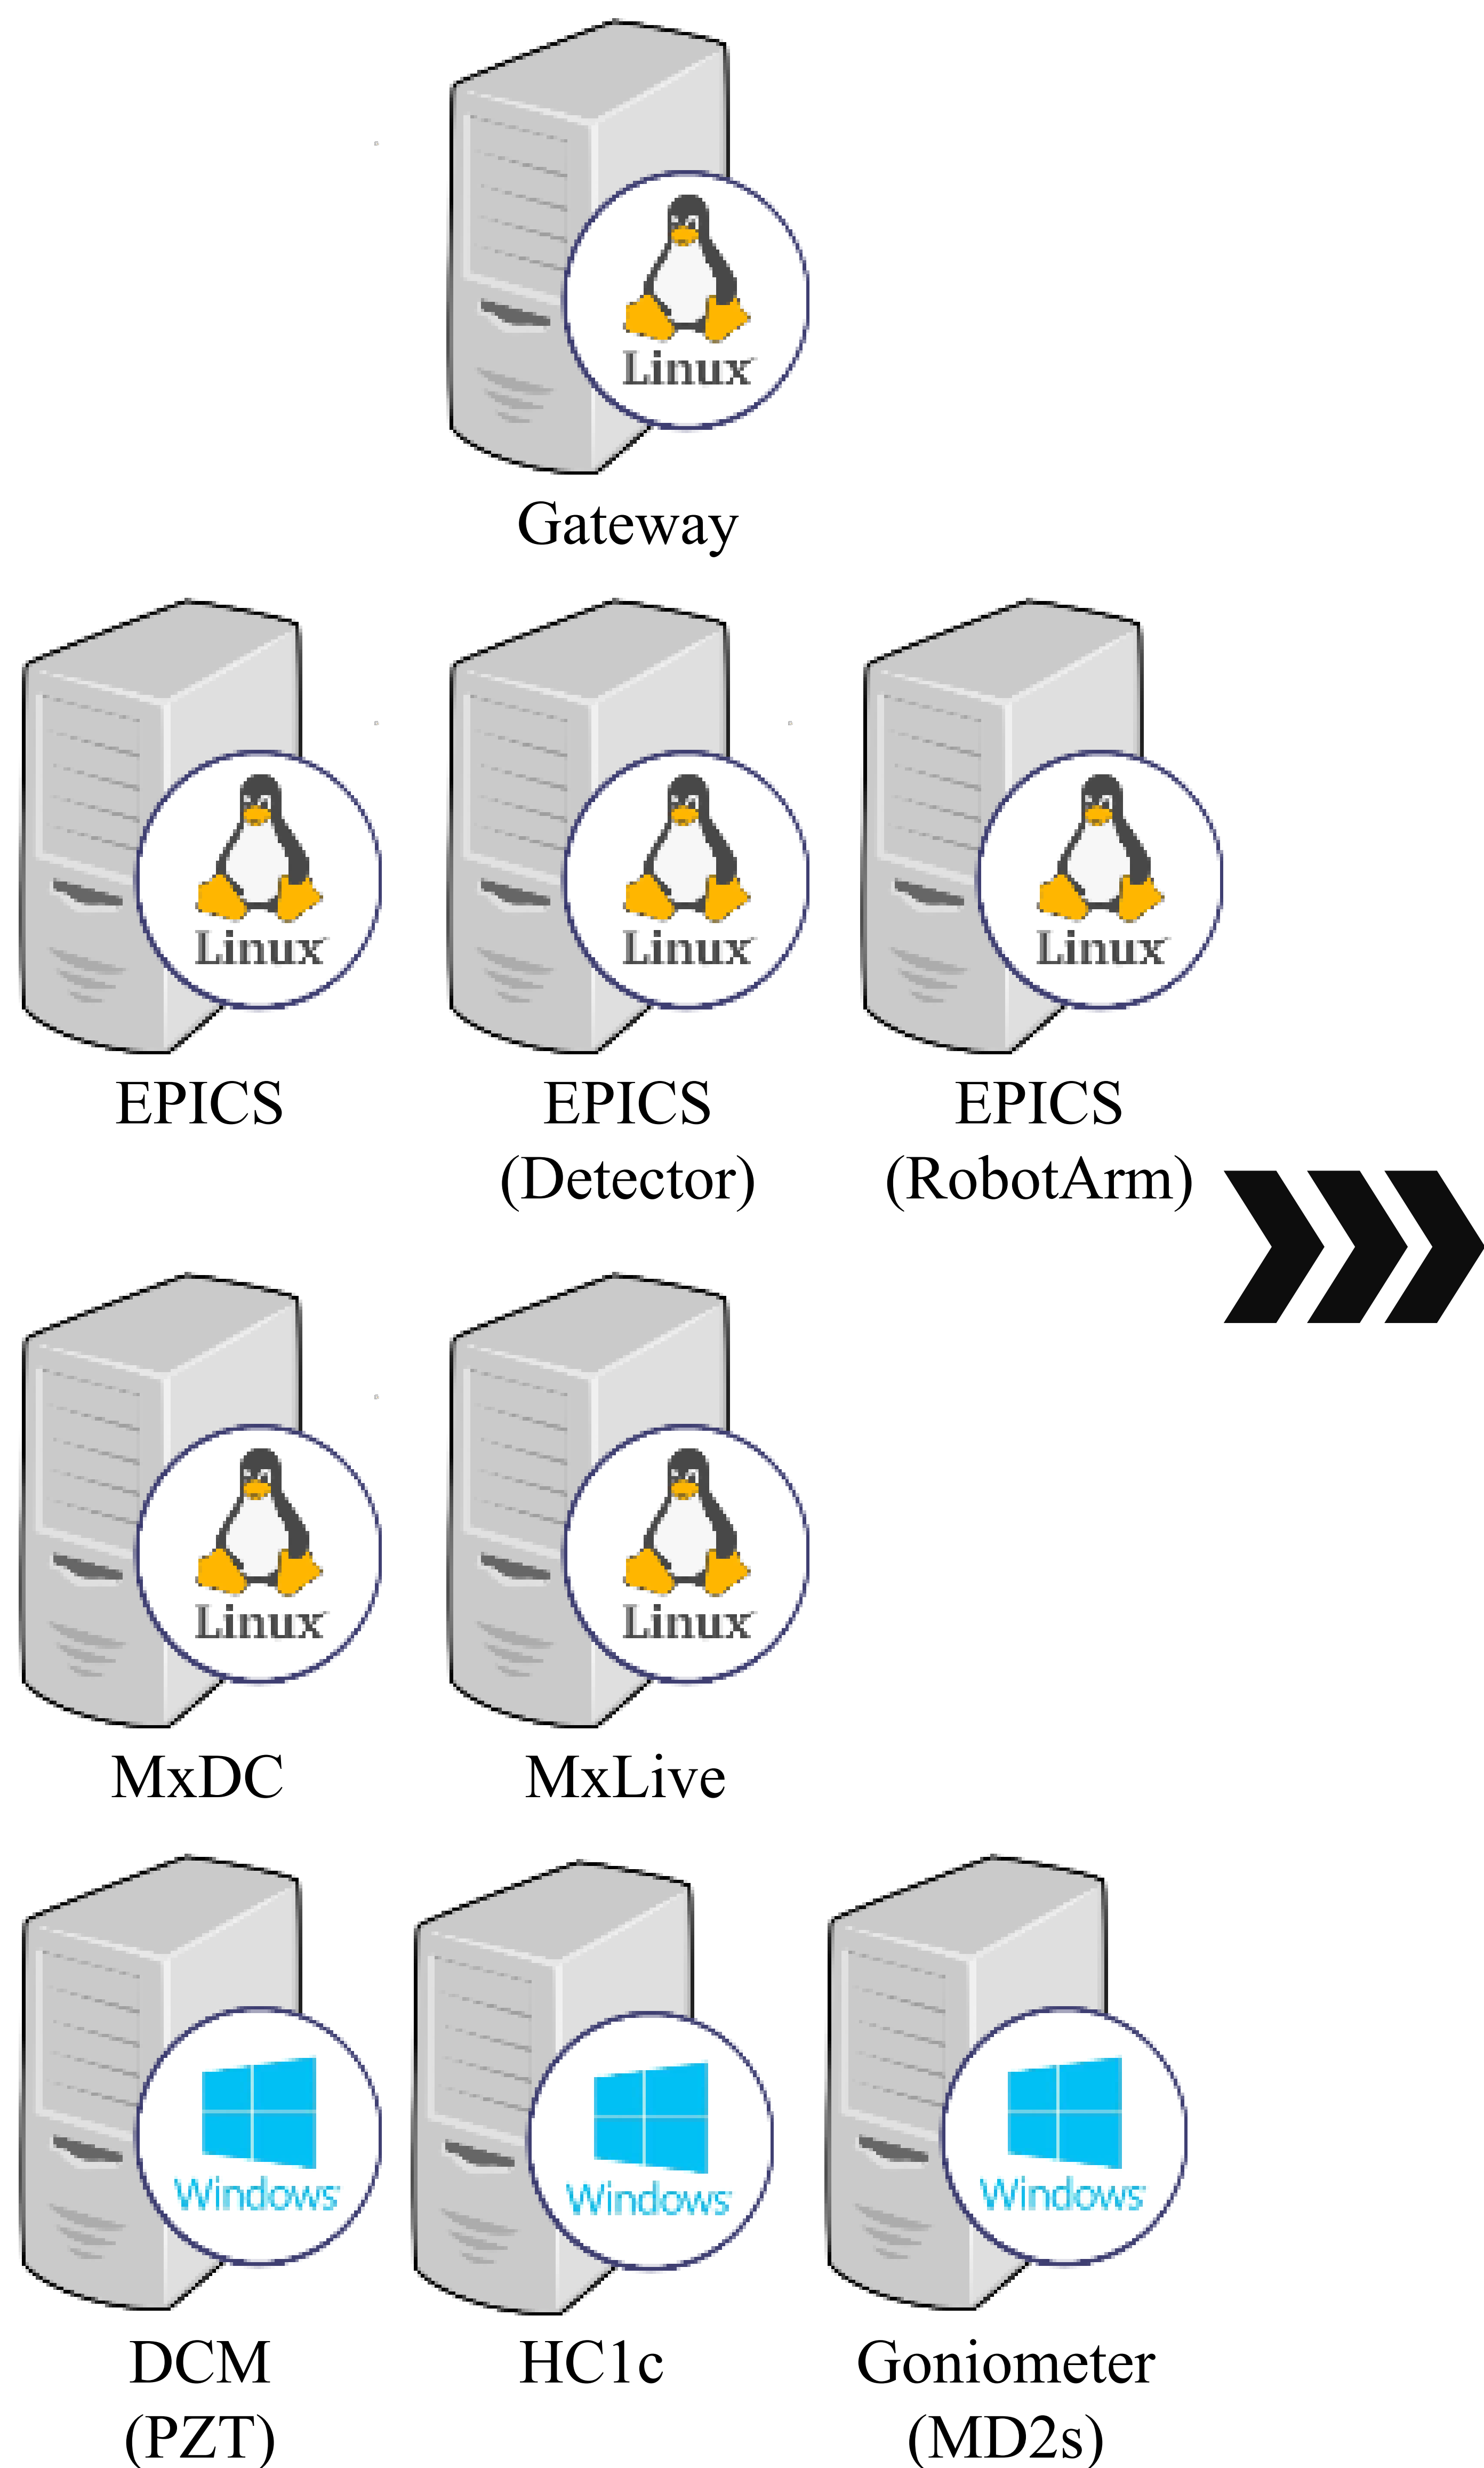 Linux
Gateway
Linux
Linux
Linux
EPICS
EPICS
EPICS
(Detector)
(RobotArm)
Linux
Linux
MxDC
MxLive
Windows
Windows
Windows
DCM
HC1c
Goniometer
(PZT)
(MD2s)